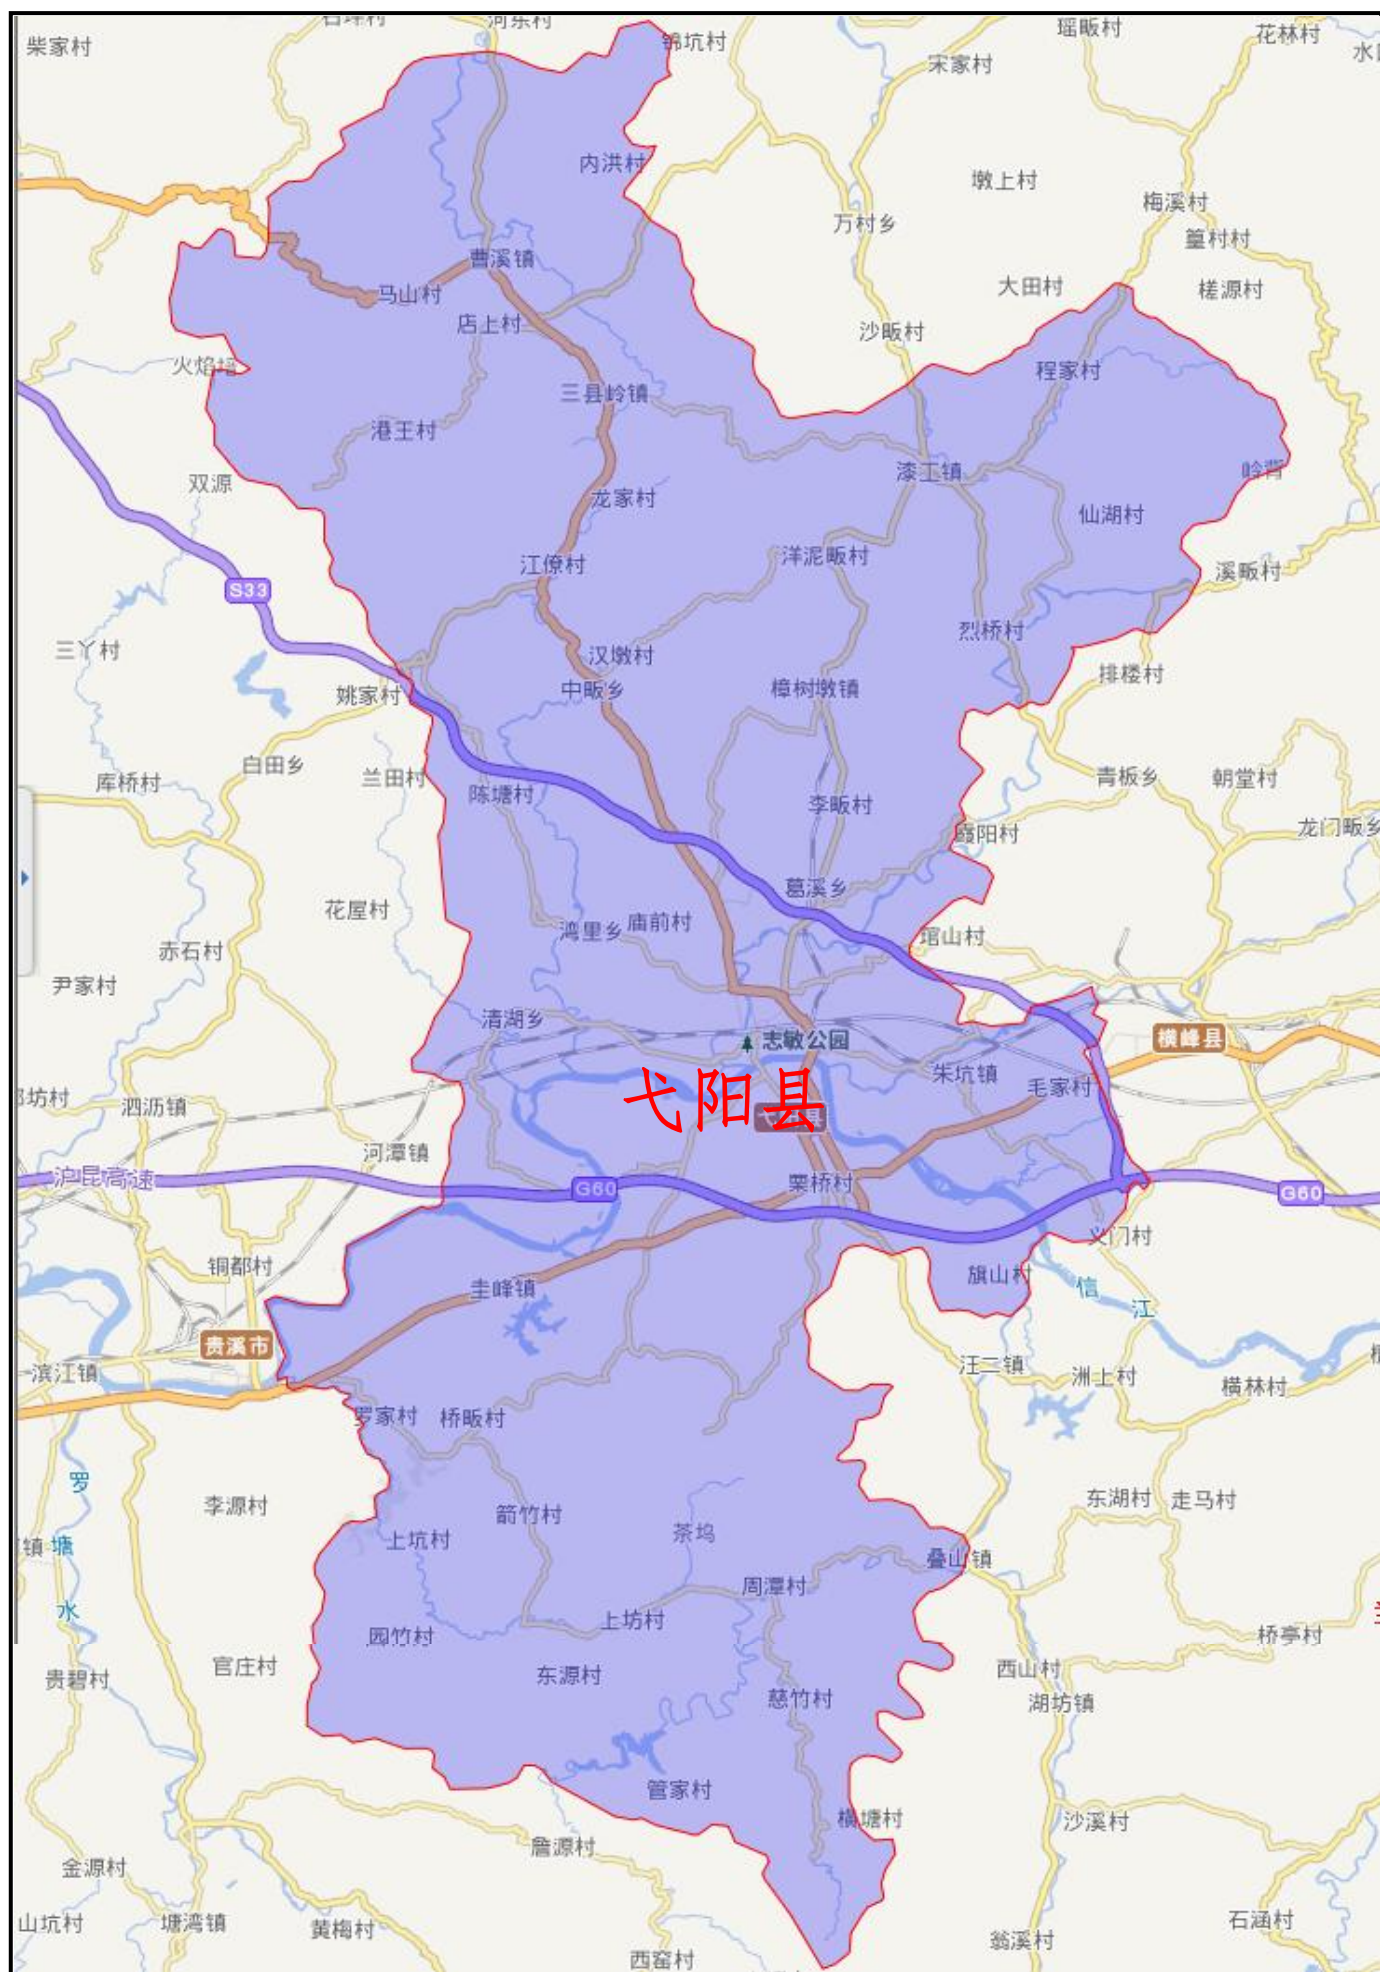 河东村
锦坑村
瑶畈村
花林村
柴家村
宋家村
内洪村
墩上村
梅溪村
万村乡
篁村村
曹溪镇
马山村
大田村
槎源村
店上村
沙畈村
火焰墙
程家村
三县岭镇
港王村
漆工镇
岭背
双源
龙家村
仙湖村
江僚村
洋泥畈村
溪畈村
S33
烈桥村
三丫村
汉墩村
中畈乡
樟树墩镇
排楼村
姚家村
白田乡
兰田村
库桥村
陈塘村
李畈村
青板乡
朝堂村
龙门畈乡
霞阳村
葛溪乡
花屋村
湾里乡
庙前村
琯山村
赤石村
尹家村
清湖乡
志敏公园
横峰县
朱坑镇
毛家村
弋阳县
弋阳县
坊村
泗沥镇
河潭镇
沪昆高速
G60
栗桥村
G60
义门村
铜都村
旗山村
圭峰镇
信江
贵溪市
滨江镇
汪二镇
洲上村
横林村
罗家村
桥畈村
罗塘水
李源村
箭竹村
茶坞
东湖村
走马村
上坑村
镇
叠山镇
周潭村
上坊村
园竹村
桥亭村
官庄村
贵碧村
东源村
西山村
慈竹村
湖坊镇
管家村
横塘村
沙溪村
詹源村
金源村
山坑村
塘湾镇
黄梅村
石涵村
翁溪村
西窑村